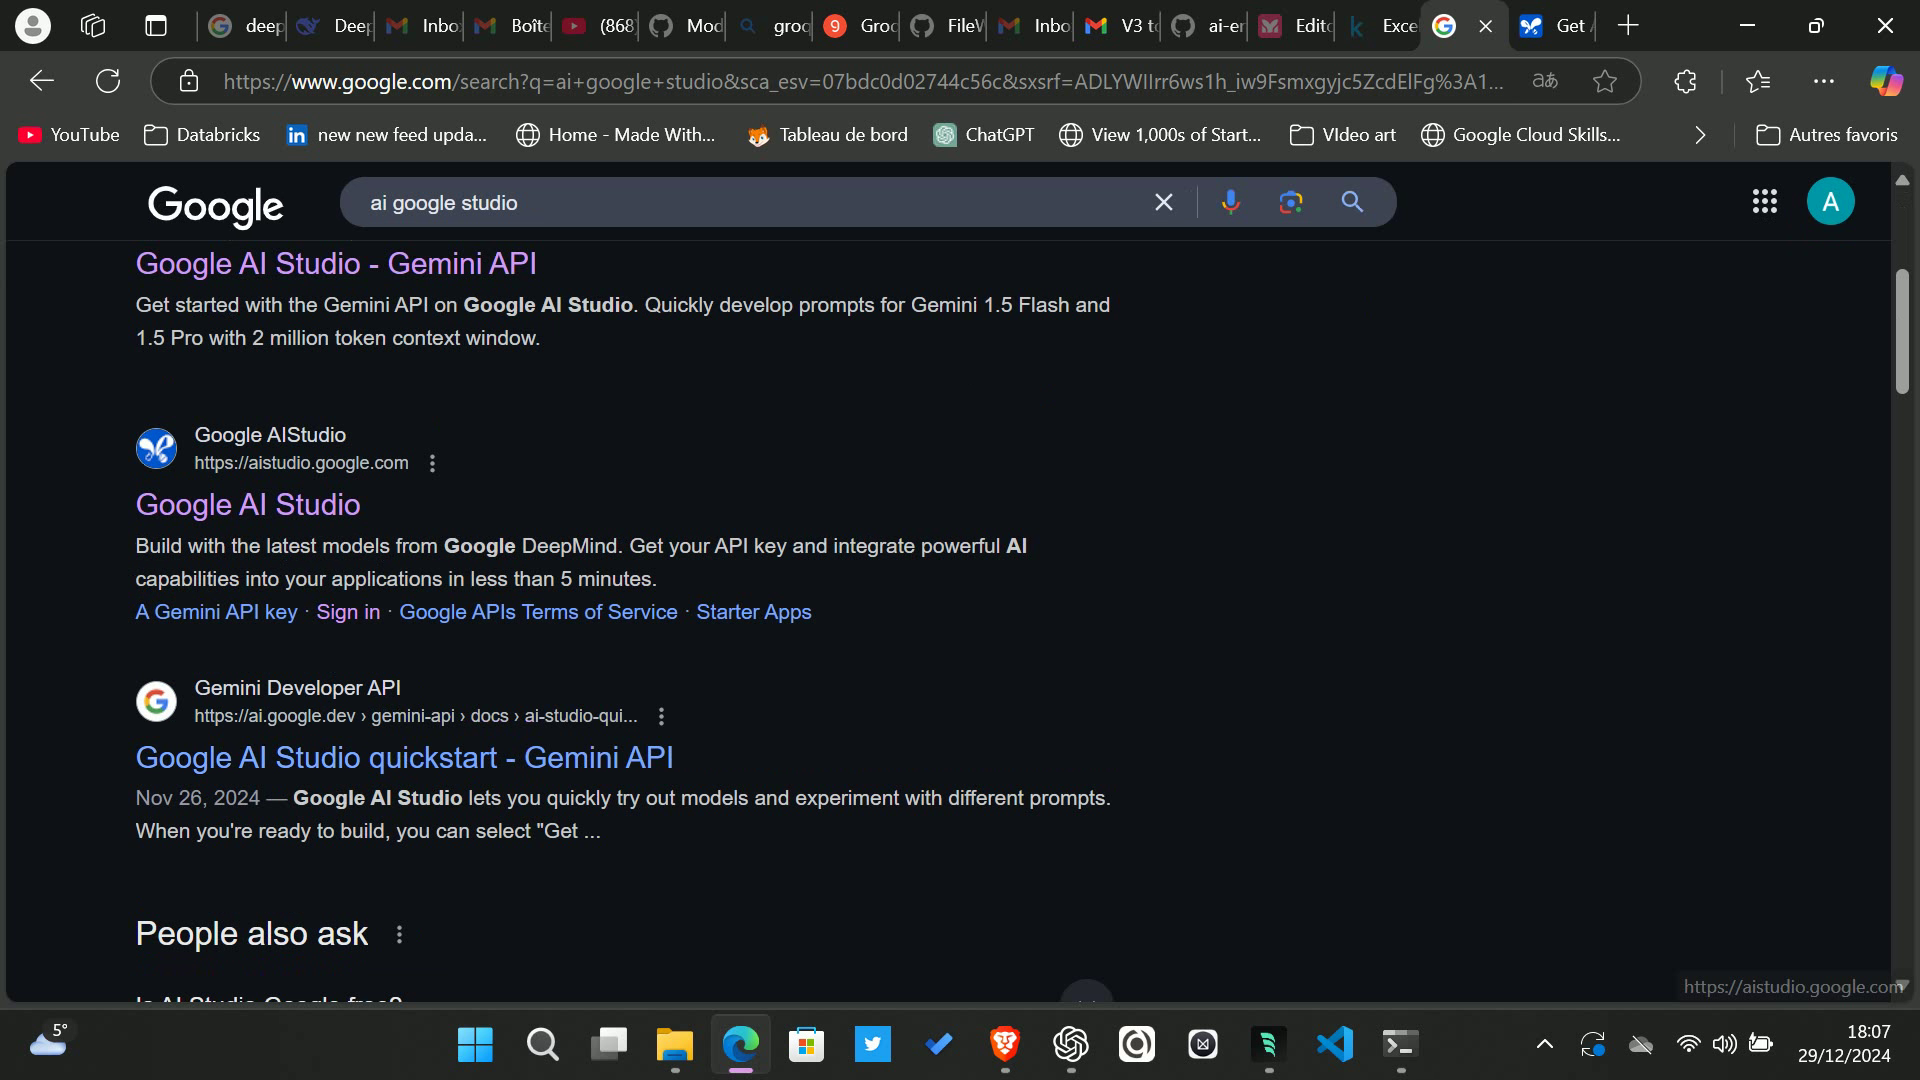 deep
Deep
Inbo
Boîte
(868
Mod
groq
9
Groq
FileV
Inbo
V3 to
ai-er
Edito
k
Exce
Get
https://www.google.com/search?q=ai+google+studio&sca_esv=07bdc0d02744c56c&sxsrf=ADLYWIIrr6ws1h_iw9Fsmxgyjc5ZcdElFg%3A1...
aあ
YouTube
Databricks
in
new new feed upda...
Home - Made With...
Tableau de bord
ChatGPT
View 1,000s of Start...
VIdeo art
Google Cloud Skills...
Autres favoris
Google
ai google studio
A
Google AI Studio - Gemini API
Get started with the Gemini API on Google AI Studio. Quickly develop prompts for Gemini 1.5 Flash and
1.5 Pro with 2 million token context window.
Google AIStudio
https://aistudio.google.com
Google AI Studio
Build with the latest models from Google DeepMind. Get your API key and integrate powerful AI
capabilities into your applications in less than 5 minutes.
A Gemini API key · Sign in · Google APIs Terms of Service · Starter Apps
Gemini Developer API
https://ai.google.dev › gemini-api › docs › ai-studio-qui...
Google AI Studio quickstart - Gemini API
Nov 26, 2024 — Google AI Studio lets you quickly try out models and experiment with different prompts.
When you're ready to build, you can select "Get ...
People also ask
Is AI Studio Google free?
https://aistudio.google.com
5°
18:07
29/12/2024